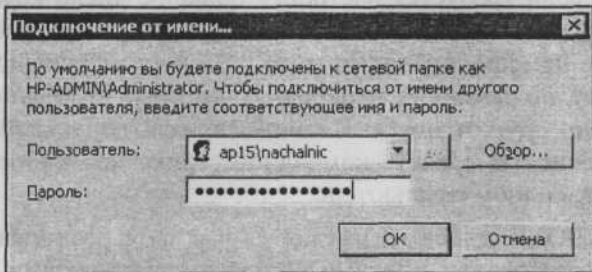 Подключение от имени...
По умолчанию вы будете подключены к сетевой папке как
HP-ADMIN\Administrator. Чтобы подключиться от имени другого
пользователя, введите соответствующее имя и пароль.
Пользователь: ap15\nachalnic ... Обзор...
Пароль: ●●●●●●●●●●●●●●●
ОК Отмена